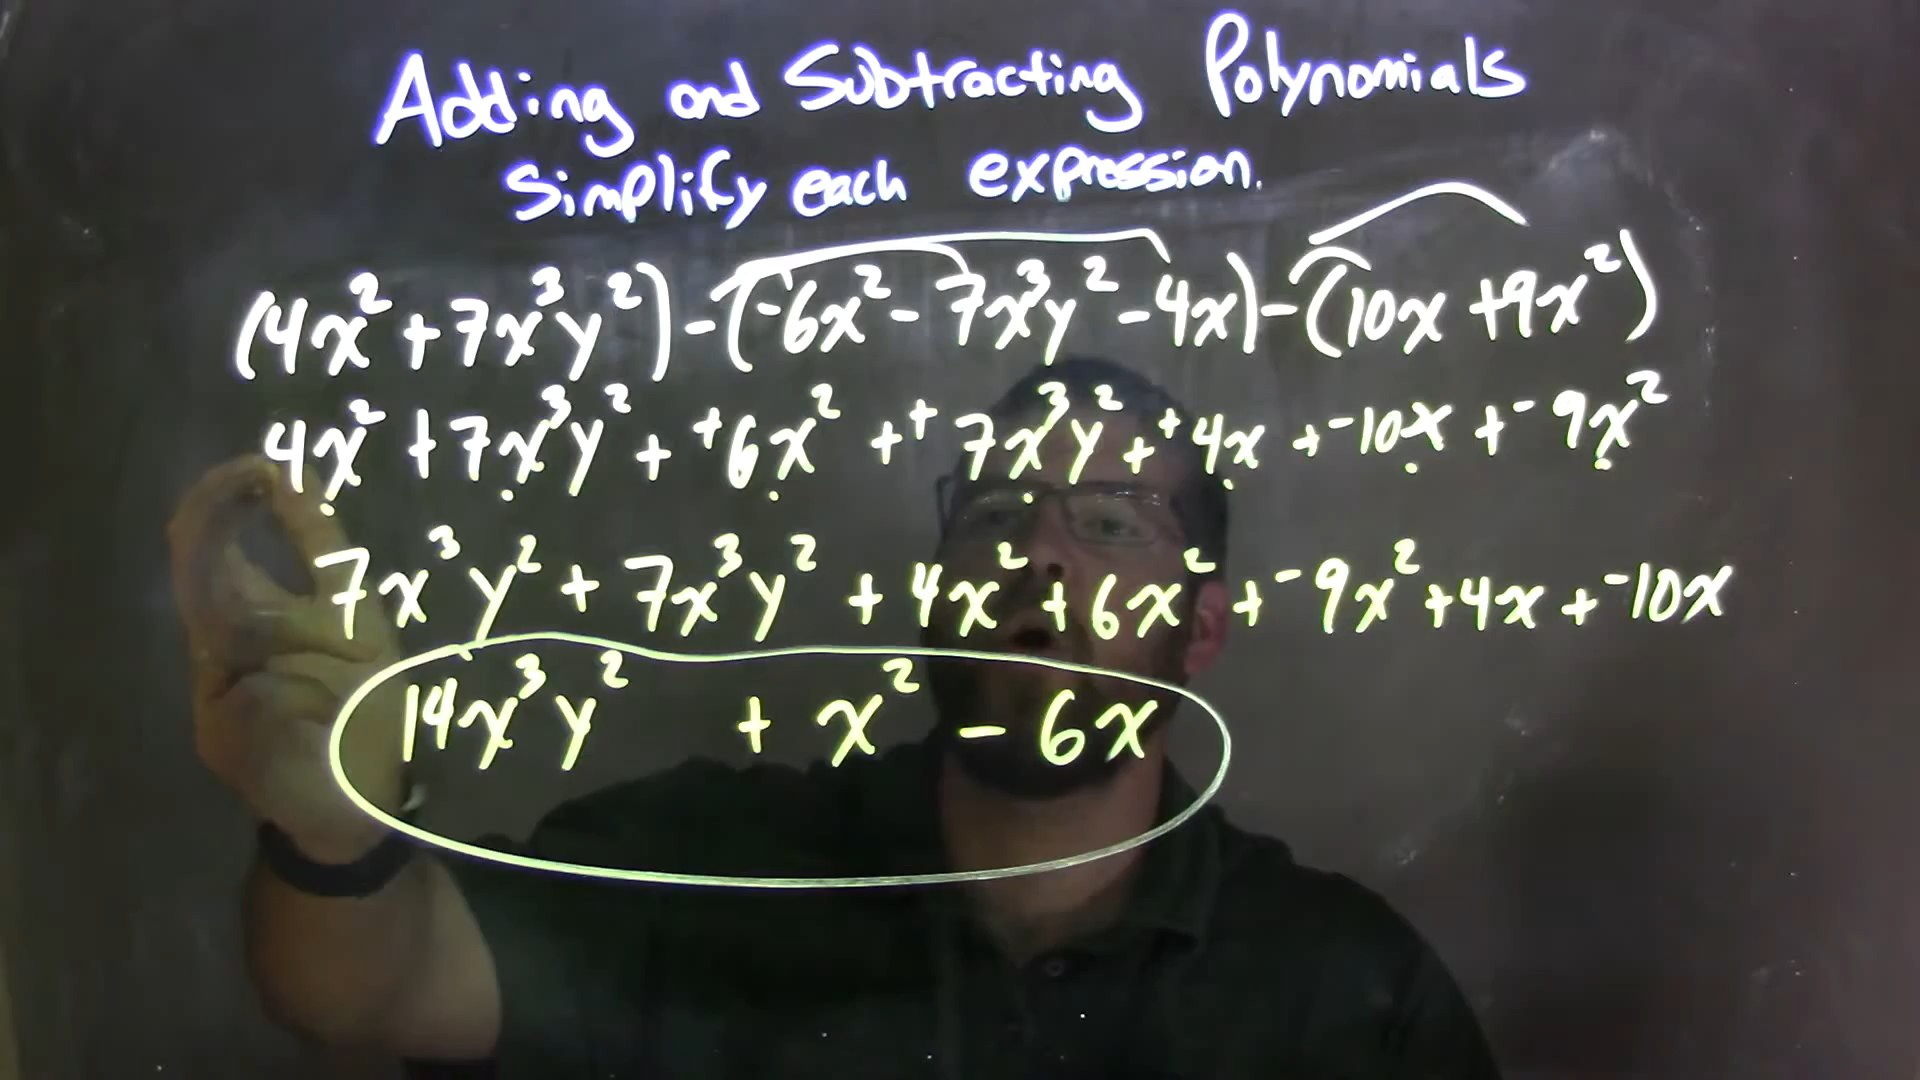 Adding and Subtracting Polynomials
Simplify each expression.
(4x²+7x³y²)-(-6x²-7x³y²-4x)-(10x+9x²)
4x²+7x³y²+⁺6x²+⁺7x³y²+⁺4x+⁻10x+⁻9x²
7x³y²+7x³y²+4x²+6x²+⁻9x²+4x+⁻10x
14x³y² + x² - 6x